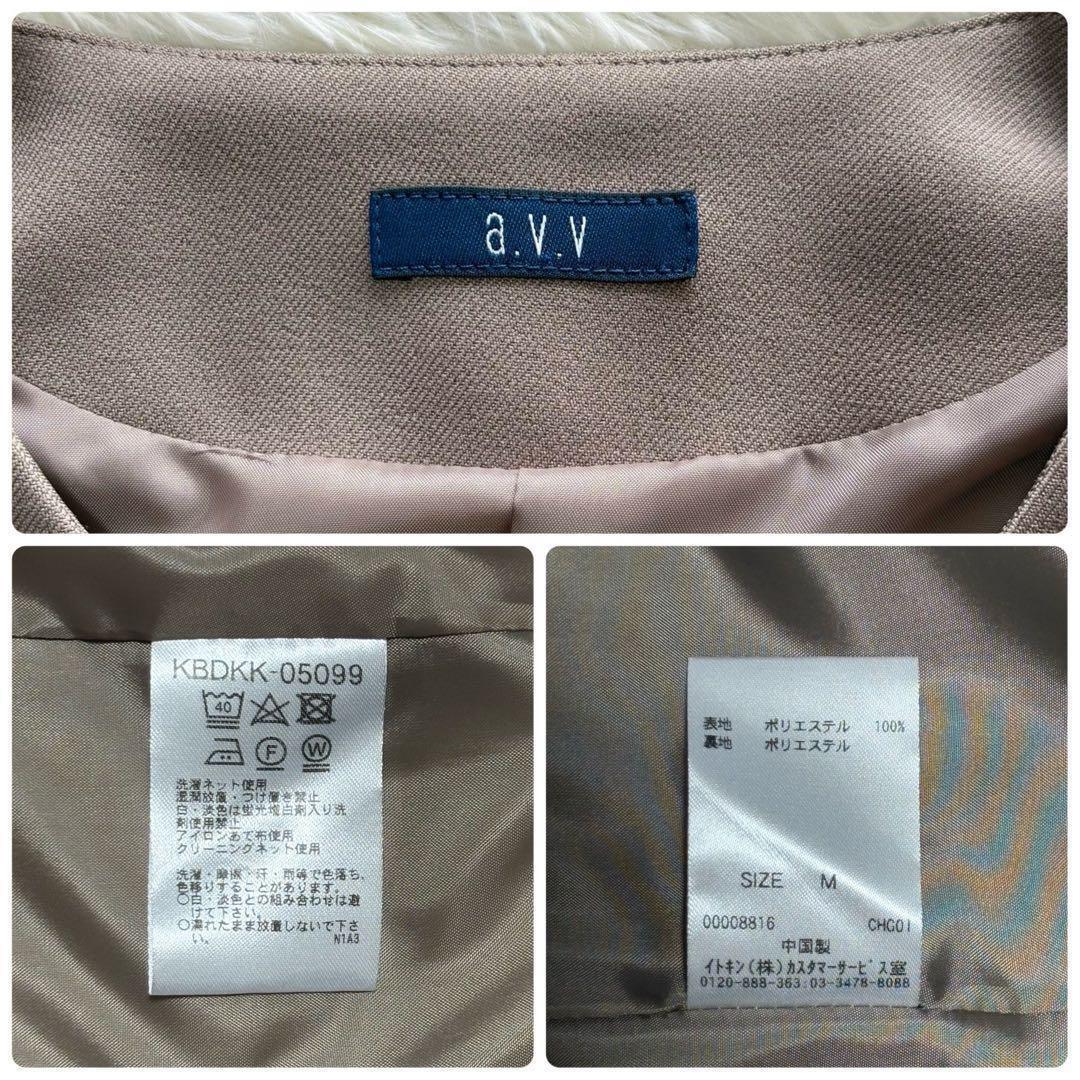 a.v.v
KBDKK-05099
40
F
W
洗濯ネット使用
湿潤放置・つけ置き禁止
白・淡色は蛍光増白剤入り洗
剤使用禁止
アイロンあて布使用
クリーニングネット使用
洗濯・摩擦・汗・雨等で色落ち、
色移りすることがあります。
○白・淡色との組み合わせは避
けて下さい。
○濡れたまま放置しないで下さ
い。
N1A3
表地 ポリエステル 100%
裏地 ポリエステル
SIZE M
00008816 CHG01
中国製
イトキン(株)カスタマーサービス室
0120-888-363:03-3478-8088